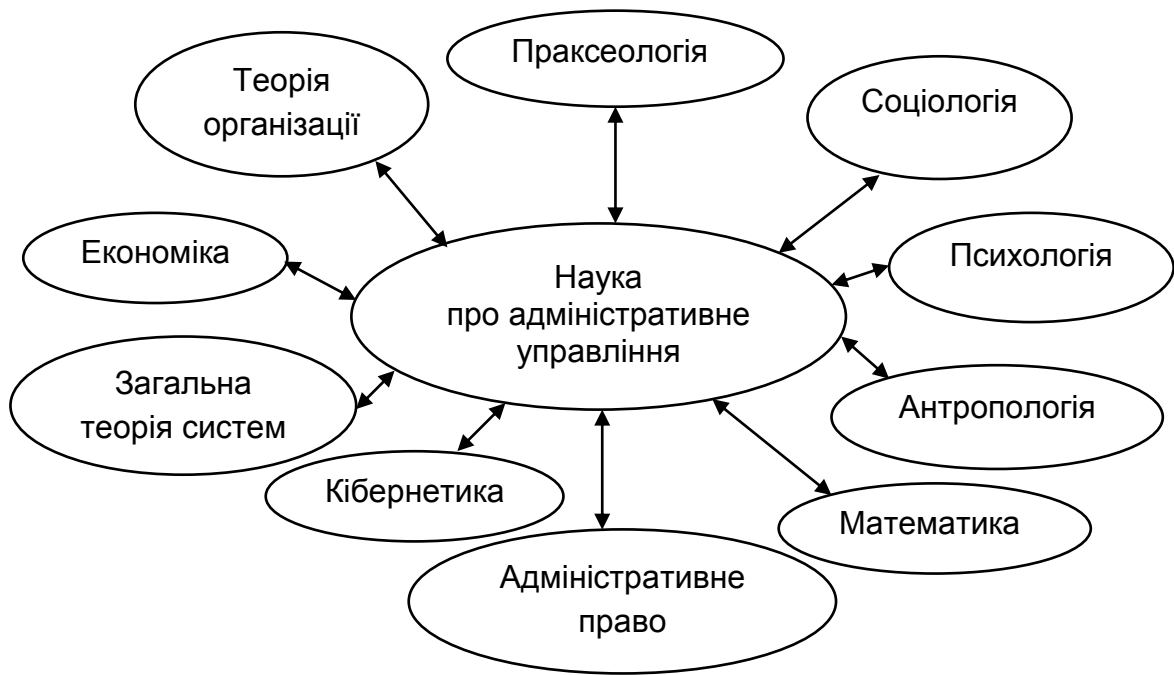 Праксеологія
Теорія
організації
Соціологія
Економіка
Психологія
Наука
про адміністративне
управління
Загальна
теорія систем
Антропологія
Кібернетика
Математика
Адміністративне
право